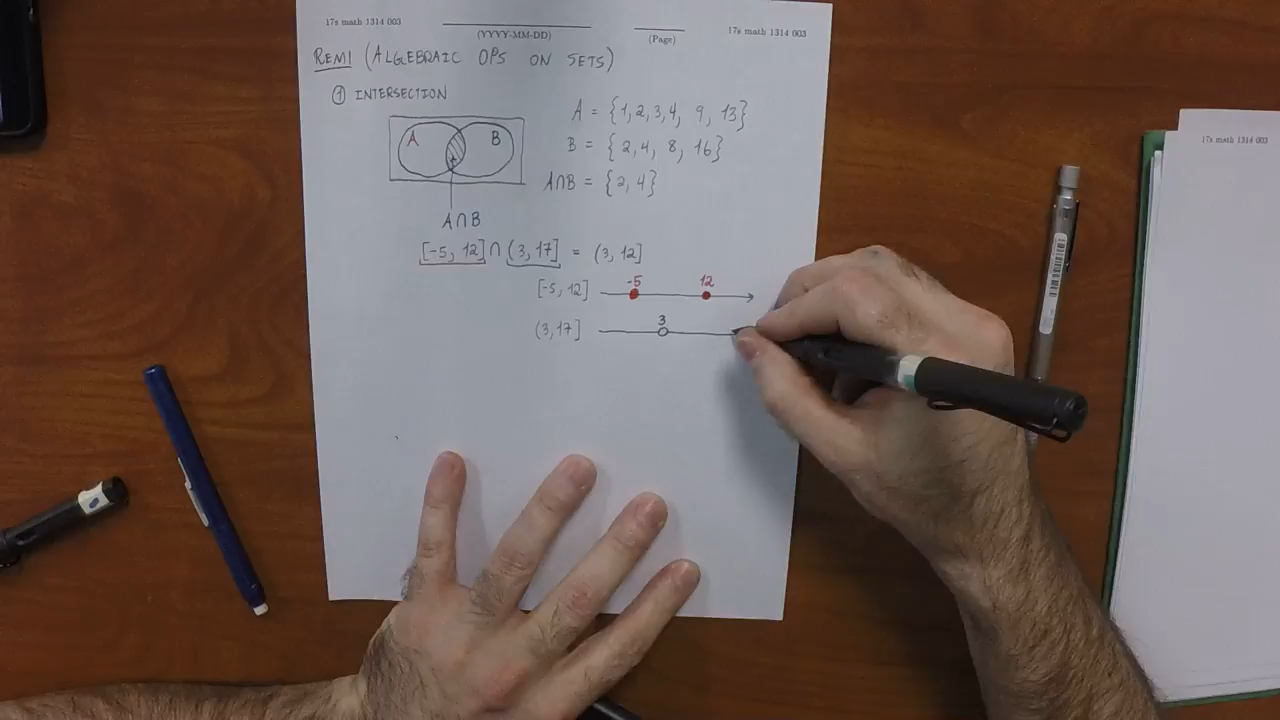 17s math 1314 003
(YYYY-MM-DD)
(Page)
17s math 1314 003
REM1 (ALGEBRAIC OPS ON SETS)
① INTERSECTION
A B
A∩B
A = {1, 2, 3, 4, 9, 13}
B = {2, 4, 8, 16}
A∩B = {2, 4}
[-5, 12] ∩ (3, 17] = (3, 12]
[-5, 12] -5 12
(3, 17] 3
17s math 1314 003